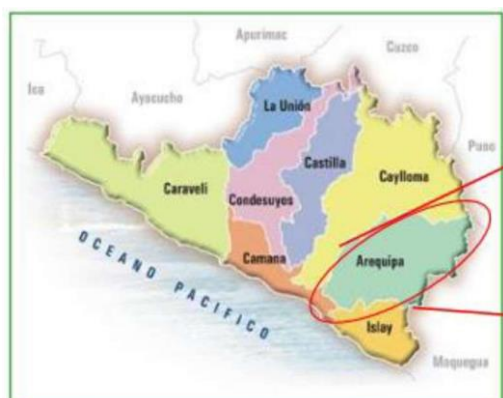 Apurimac
Cuzco
Ica
Ayacucho
La Unión
Puno
Castilla
Caylloma
Caraveli
Condesuyos
Camana
Arequipa
OCEANO PACIFICO
Islay
Moquegua